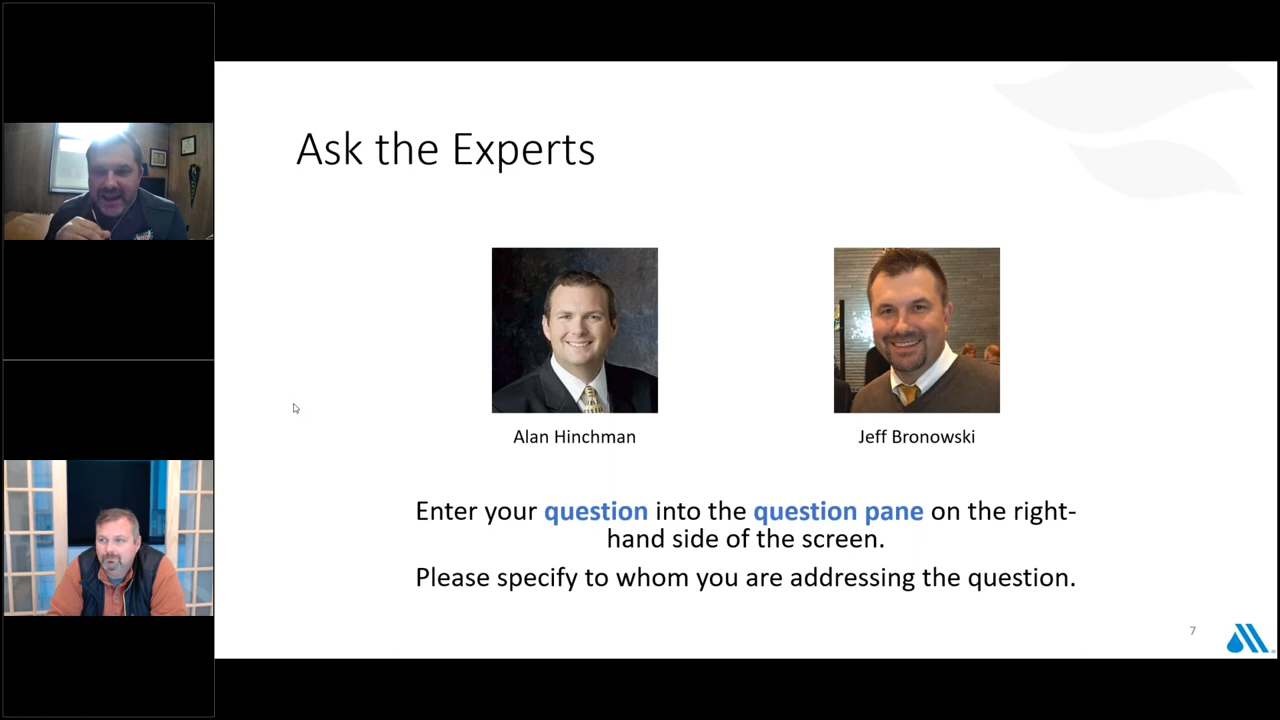 Ask the Experts
Alan Hinchman
Jeff Bronowski
Enter your question into the question pane on the right-
hand side of the screen.
Please specify to whom you are addressing the question.
7